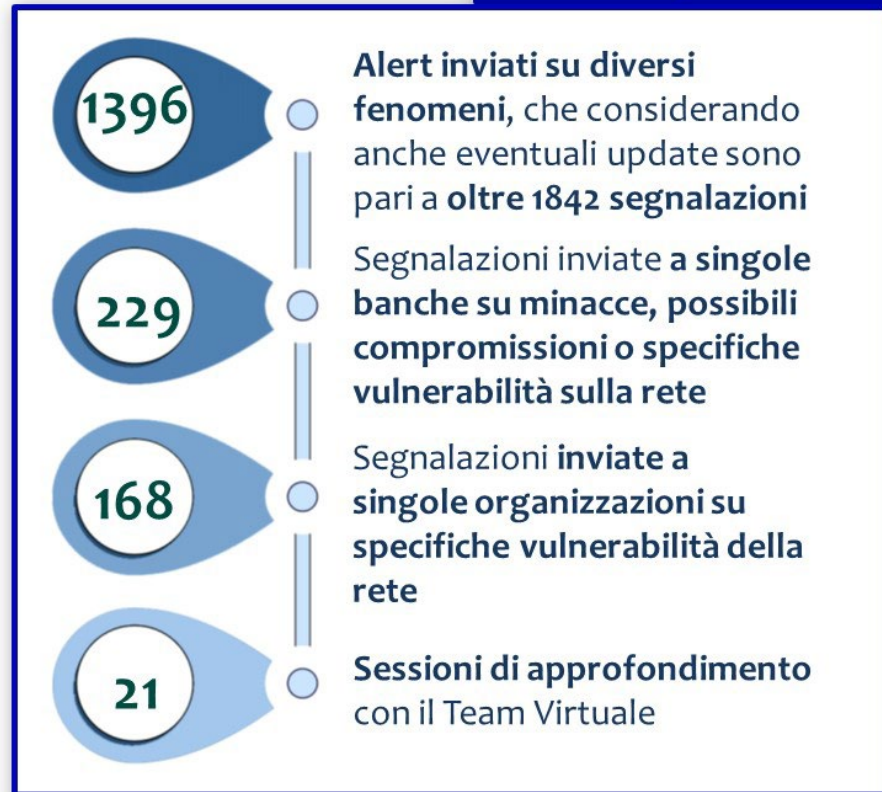 1396
Alert inviati su diversi
fenomeni, che considerando
anche eventuali update sono
pari a oltre 1842 segnalazioni
229
Segnalazioni inviate a singole
banche su minacce, possibili
compromissioni o specifiche
vulnerabilità sulla rete
168
Segnalazioni inviate a
singole organizzazioni su
specifiche vulnerabilità della
rete
21
Sessioni di approfondimento
con il Team Virtuale